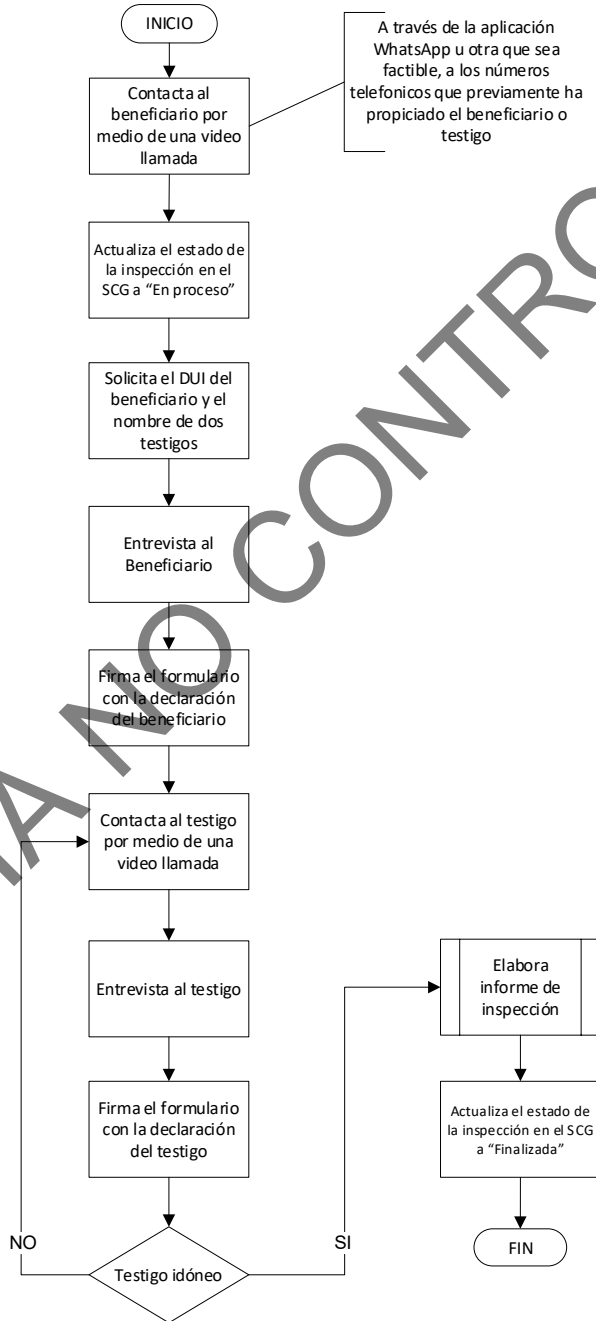 INICIO
A través de la aplicación
WhatsApp u otra que sea
factible, a los números
telefonicos que previamente ha
propiciado el beneficiario o
testigo
Contacta al
beneficiario por
medio de una video
llamada
Actualiza el estado de
la inspección en el
SCG a “En proceso”
Solicita el DUI del
beneficiario y el
nombre de dos
testigos
Entrevista al
Beneficiario
Firma el formulario
con la declaración
del beneficiario
Contacta al testigo
por medio de una
video llamada
Entrevista al testigo
Elabora
informe de
inspección
Firma el formulario
con la declaración
del testigo
Actualiza el estado de
la inspección en el SCG
a “Finalizada”
NO
SI
FIN
Testigo idóneo
NO CONTRO